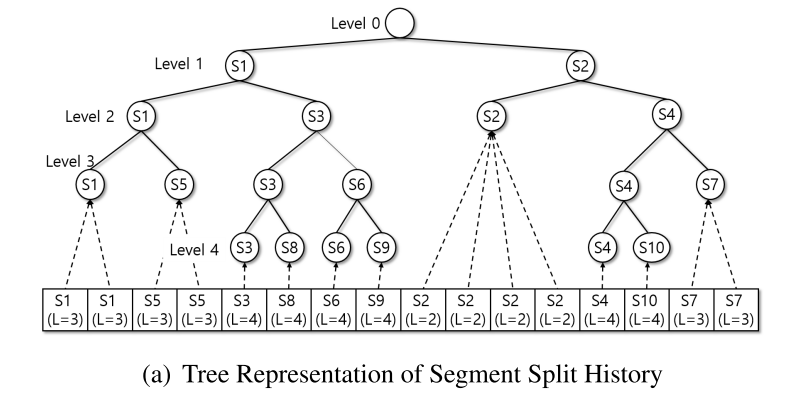 Level 0
Level 1 S1 S2
Level 2 S1 S3 S2 S4
Level 3
S1 S5 S3 S6 S4 S7
Level 4 S3 S8 S6 S9 S4 S10
S1 S1 S5 S5 S3 S8 S6 S9 S2 S2 S2 S2 S4 S10 S7 S7
(L=3) (L=3) (L=3) (L=3) (L=4) (L=4) (L=4) (L=4) (L=2) (L=2) (L=2) (L=2) (L=4) (L=4) (L=3) (L=3)
(a) Tree Representation of Segment Split History